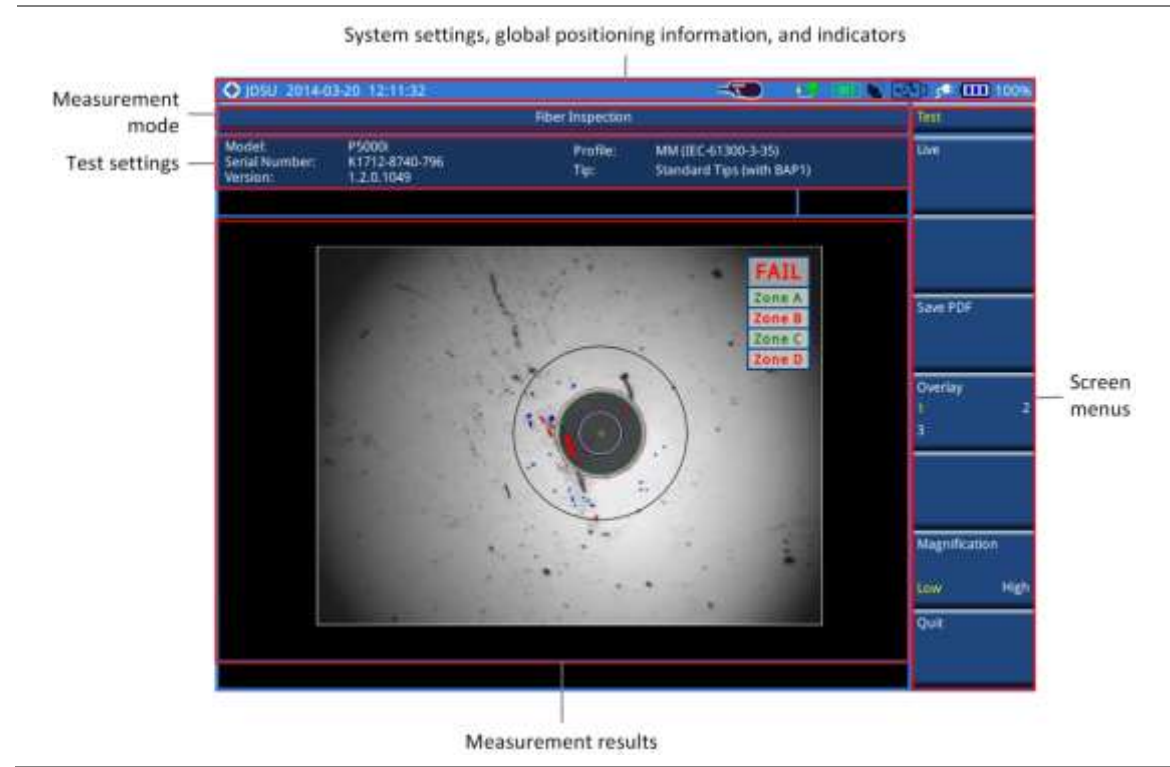 System settings, global positioning information, and indicators
JDSU 2014-03-20 12:11:32
100%
Measurement
mode
Fiber Inspection
Test
Test settings
Model: P5000i
Serial Number: K1712-8740-796
Version: 1.2.0.1049
Profile: MM (IEC-61300-3-35)
Tip: Standard Tips (with BAP1)
Live
FAIL
Zone A
Zone B
Zone C
Zone D
Save PDF
Overlay
1 2
3
Screen
menus
Magnification
Low High
Quit
Measurement results